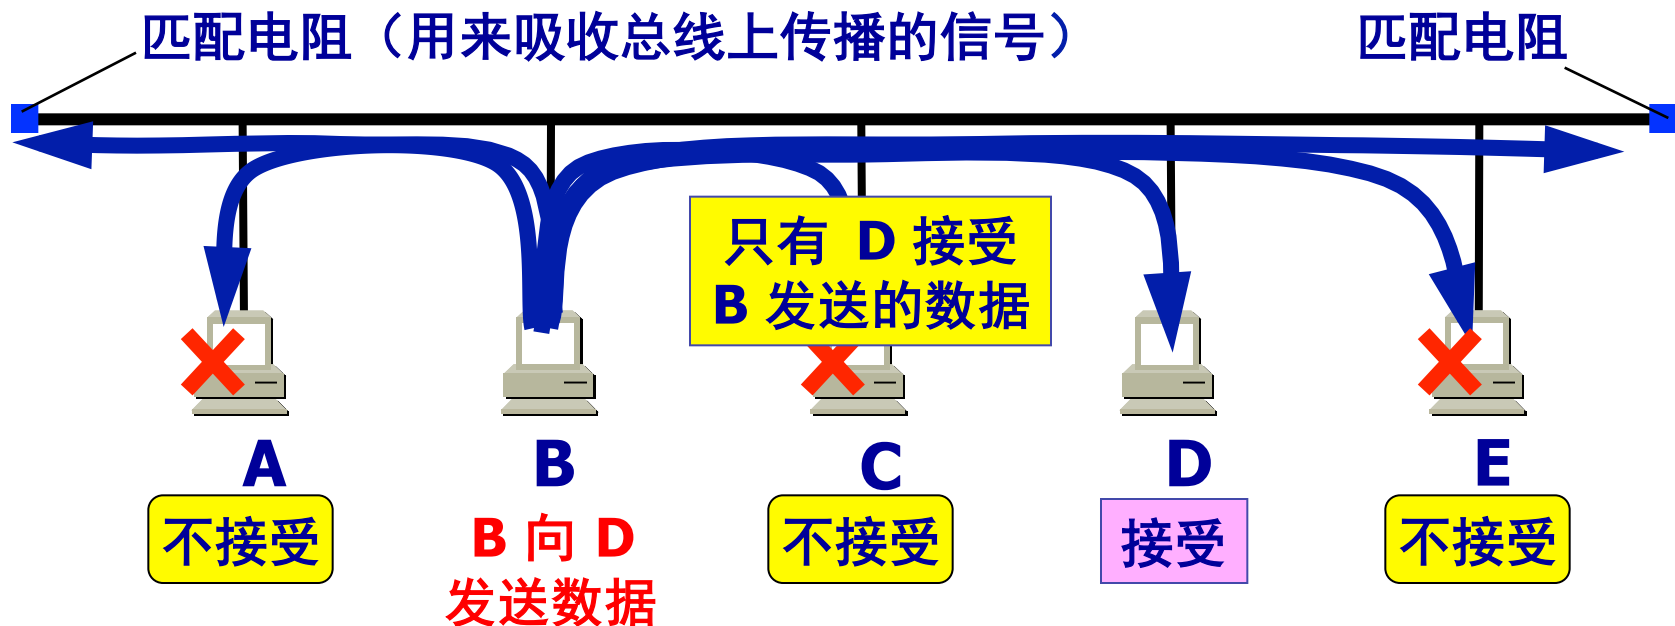 匹配电阻（用来吸收总线上传播的信号）
匹配电阻
只有 D 接受
B 发送的数据
A
B
C
D
E
不接受
B 向 D
发送数据
不接受
接受
不接受